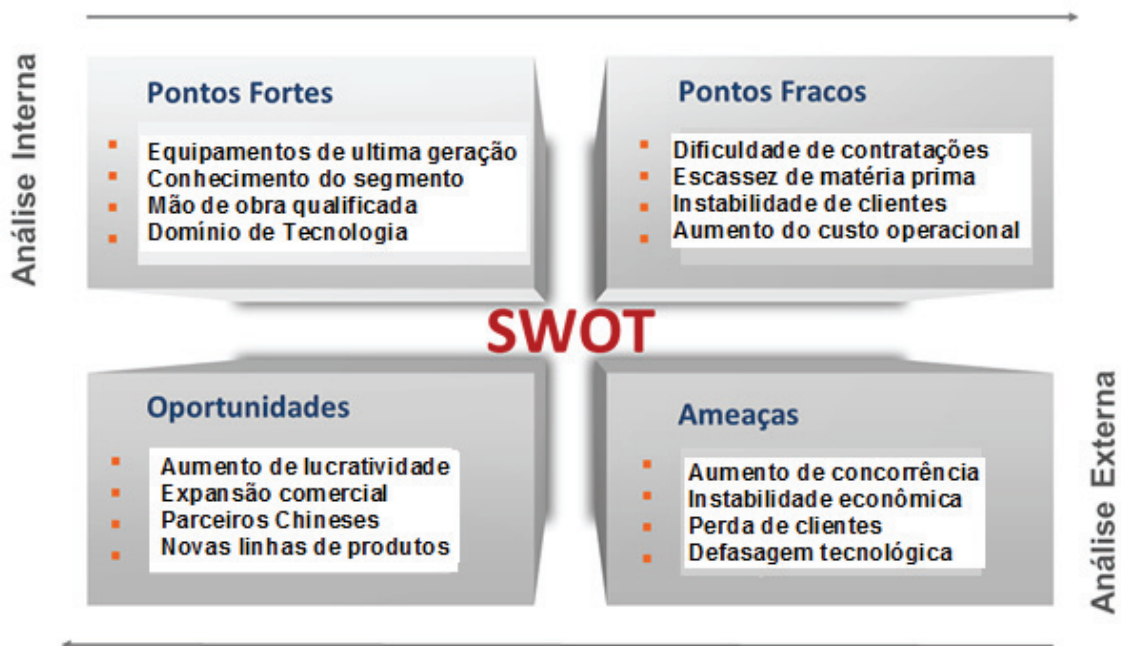 Análise Interna
Pontos Fortes
Equipamentos de ultima geração
Conhecimento do segmento
Mão de obra qualificada
Domínio de Tecnologia
Pontos Fracos
Dificuldade de contratações
Escassez de matéria prima
Instabilidade de clientes
Aumento do custo operacional
SWOT
Oportunidades
Aumento de lucratividade
Expansão comercial
Parceiros Chineses
Novas linhas de produtos
Ameaças
Aumento de concorrência
Instabilidade econômica
Perda de clientes
Defasagem tecnológica
Análise Externa